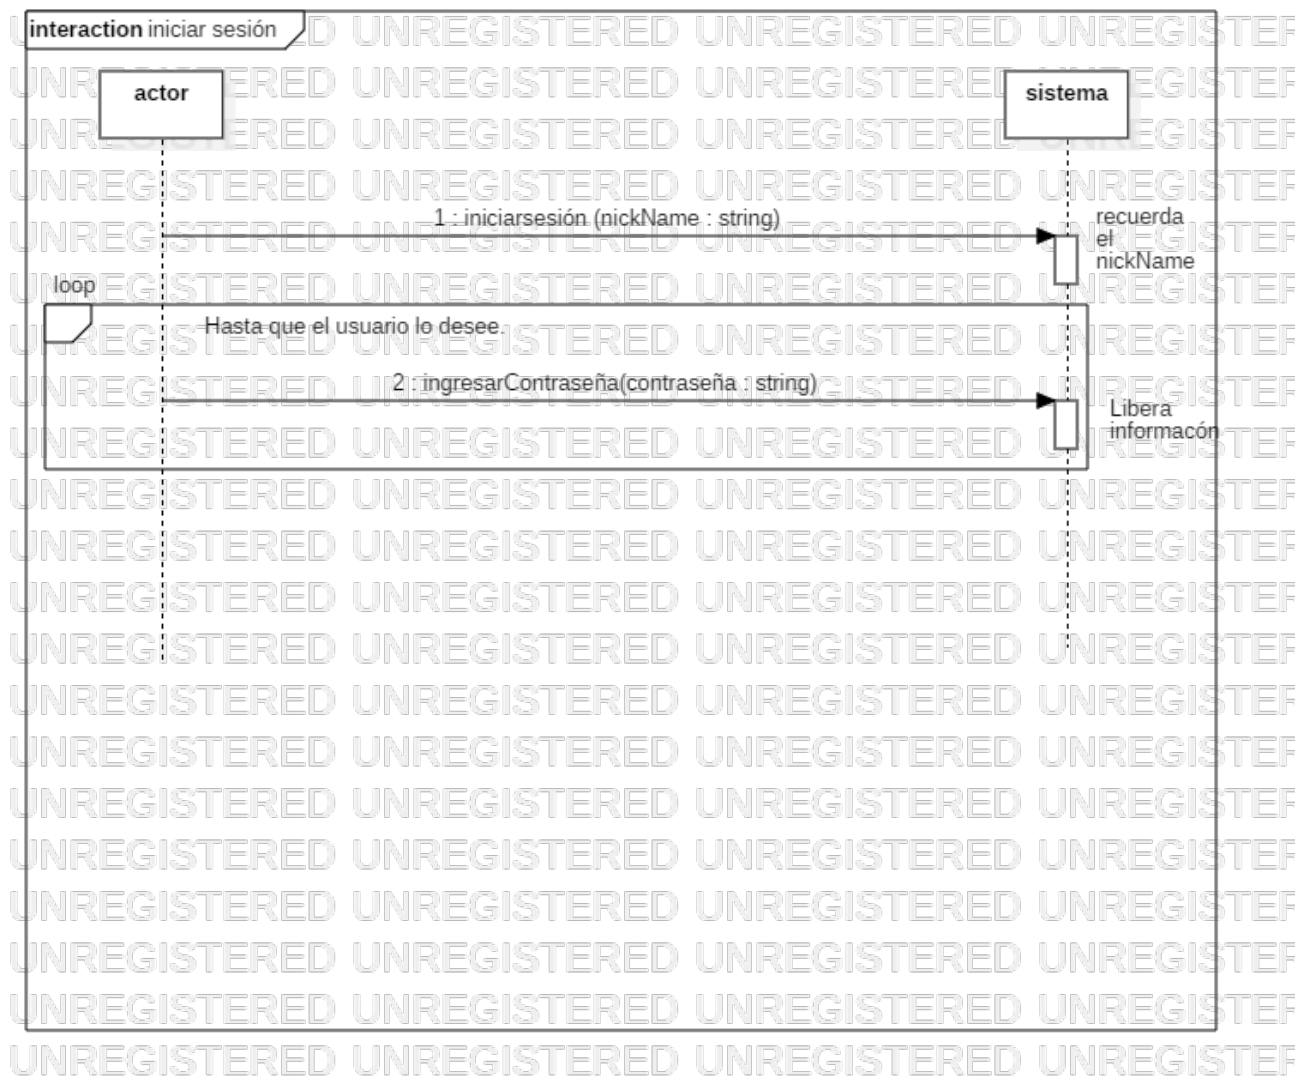 interaction iniciar sesión
actor
sistema
1 : iniciarsesión (nickName : string)
recuerda
el
nickName
loop
Hasta que el usuario lo desee.
2 : ingresarContraseña(contraseña : string)
Libera
informacón
UNREGISTERED UNREGISTERED UNREGISTERED UNREGISTER